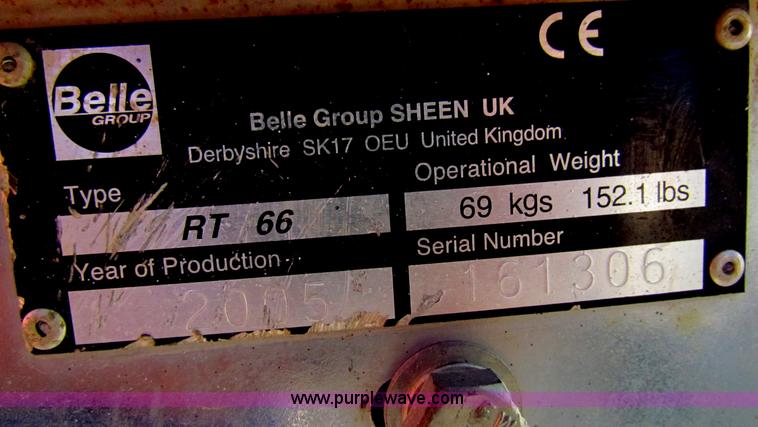 Belle
GROUP
CE
Belle Group SHEEN UK
Derbyshire SK17 OEU United Kingdom
Type
RT 66
Operational Weight
69 kgs 152.1 lbs
Year of Production
2005
Serial Number
161306
www.purplewave.com